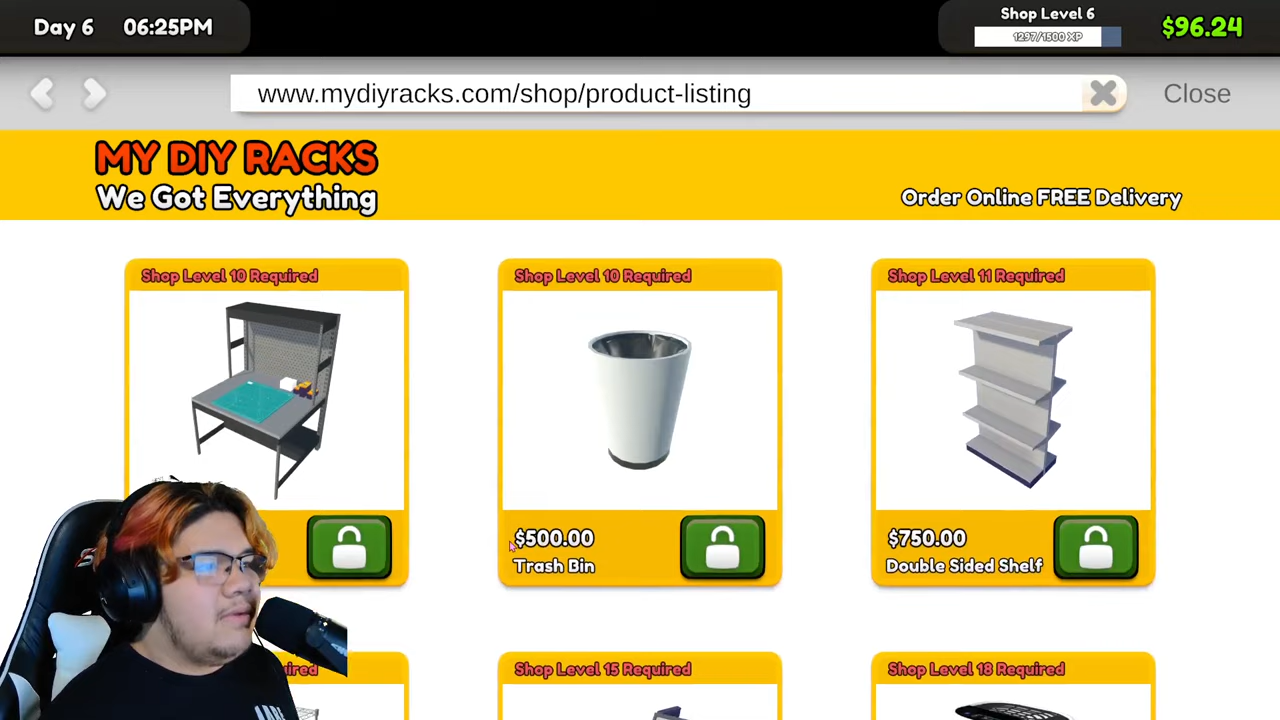 Day 6 06:25PM
Shop Level 6
1297/1500 XP
$96.24
www.mydiyracks.com/shop/product-listing
Close
MY DIY RACKS
We Got Everything
Order Online FREE Delivery
Shop Level 10 Required
Shop Level 10 Required
Shop Level 11 Required
$500.00
Trash Bin
$750.00
Double Sided Shelf
Shop Level 15 Required
Shop Level 18 Required